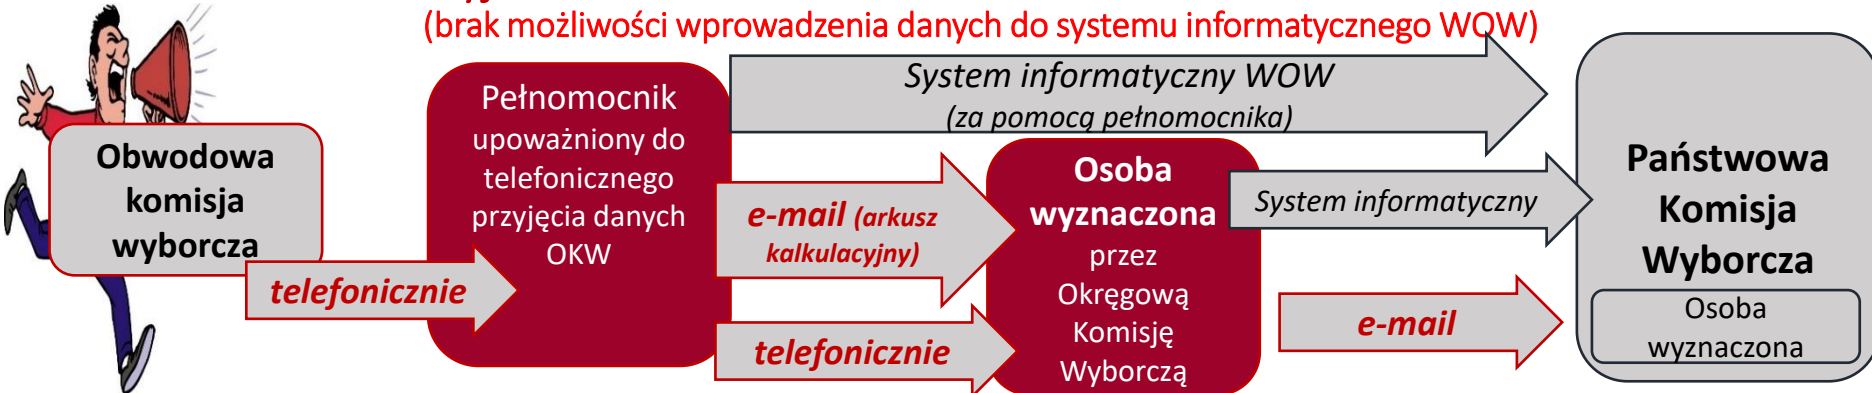 (brak możliwości wprowadzenia danych do systemu informatycznego WOW)
Obwodowa
komisja
wyborcza
telefonicznie
Pełnomocnik
upoważniony do
telefonicznego
przyjęcia danych
OKW
System informatyczny WOW
(za pomocą pełnomocnika)
e-mail (arkusz
kalkulacyjny)
telefonicznie
Osoba
wyznaczona
przez
Okręgową
Komisję
Wyborczą
System informatyczny
e-mail
Państwowa
Komisja
Wyborcza
Osoba
wyznaczona